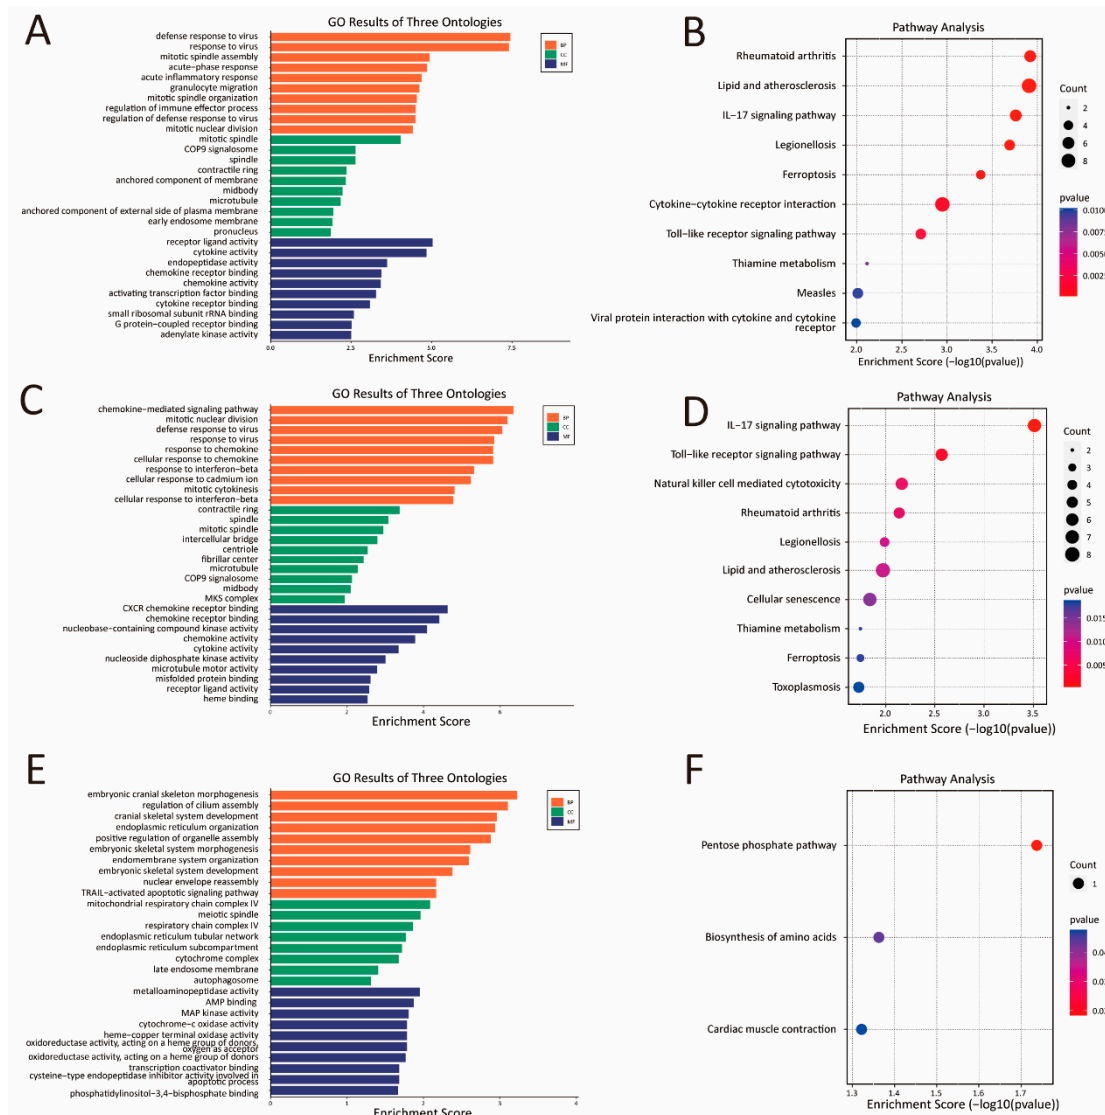 A
GO Results of Three Ontologies
defense response to virus
response to virus
mitotic spindle assembly
acute−phase response
acute inflammatory response
granulocyte migration
mitotic spindle organization
regulation of immune effector process
regulation of defense response to virus
mitotic nuclear division
mitotic spindle
COP9 signalosome
spindle
contractile ring
anchored component of membrane
midbody
microtubule
anchored component of external side of plasma membrane
early endosome membrane
pronucleus
receptor ligand activity
cytokine activity
endopeptidase activity
chemokine receptor binding
chemokine activity
activating transcription factor binding
cytokine receptor binding
small ribosomal subunit rRNA binding
G protein−coupled receptor binding
adenylate kinase activity
0.0 2.5 5.0 7.5
Enrichment Score
BP
CC
MF
B
Pathway Analysis
Rheumatoid arthritis
Lipid and atherosclerosis
IL−17 signaling pathway
Legionellosis
Ferroptosis
Cytokine−cytokine receptor interaction
Toll−like receptor signaling pathway
Thiamine metabolism
Measles
Viral protein interaction with cytokine and cytokine
receptor
2.0 2.5 3.0 3.5 4.0
Enrichment Score (−log10(pvalue))
Count
2
4
6
8
pvalue
0.0100
0.0075
0.0050
0.0025
C
GO Results of Three Ontologies
chemokine−mediated signaling pathway
mitotic nuclear division
defense response to virus
response to virus
response to chemokine
cellular response to chemokine
response to interferon−beta
cellular response to cadmium ion
mitotic cytokinesis
cellular response to interferon−beta
contractile ring
spindle
mitotic spindle
intercellular bridge
centriole
fibrillar center
microtubule
COP9 signalosome
midbody
MKS complex
CXCR chemokine receptor binding
chemokine receptor binding
nucleobase−containing compound kinase activity
chemokine activity
cytokine activity
nucleoside diphosphate kinase activity
microtubule motor activity
misfolded protein binding
receptor ligand activity
heme binding
0 2 4 6
Enrichment Score
BP
CC
MF
D
Pathway Analysis
IL−17 signaling pathway
Toll−like receptor signaling pathway
Natural killer cell mediated cytotoxicity
Rheumatoid arthritis
Legionellosis
Lipid and atherosclerosis
Cellular senescence
Thiamine metabolism
Ferroptosis
Toxoplasmosis
2.0 2.5 3.0 3.5
Enrichment Score (−log10(pvalue))
Count
2
3
4
5
6
7
8
pvalue
0.015
0.010
0.005
E
GO Results of Three Ontologies
embryonic cranial skeleton morphogenesis
regulation of cilium assembly
cranial skeletal system development
endoplasmic reticulum organization
positive regulation of organelle assembly
embryonic skeletal system morphogenesis
endomembrane system organization
embryonic skeletal system development
nuclear envelope reassembly
TRAIL−activated apoptotic signaling pathway
mitochondrial respiratory chain complex IV
meiotic spindle
respiratory chain complex IV
endoplasmic reticulum tubular network
endoplasmic reticulum subcompartment
cytochrome complex
late endosome membrane
autophagosome
metalloaminopeptidase activity
AMP binding
MAP kinase activity
cytochrome−c oxidase activity
heme−copper terminal oxidase activity
oxidoreductase activity, acting on a heme group of donors,
oxygen as acceptor
oxidoreductase activity, acting on a heme group of donors
transcription coactivator binding
cysteine−type endopeptidase inhibitor activity involved in
apoptotic process
phosphatidylinositol−3,4−bisphosphate binding
0 1 2 3 4
Enrichment Score
BP
CC
MF
F
Pathway Analysis
Pentose phosphate pathway
Biosynthesis of amino acids
Cardiac muscle contraction
1.3 1.4 1.5 1.6 1.7
Enrichment Score (−log10(pvalue))
Count
1
pvalue